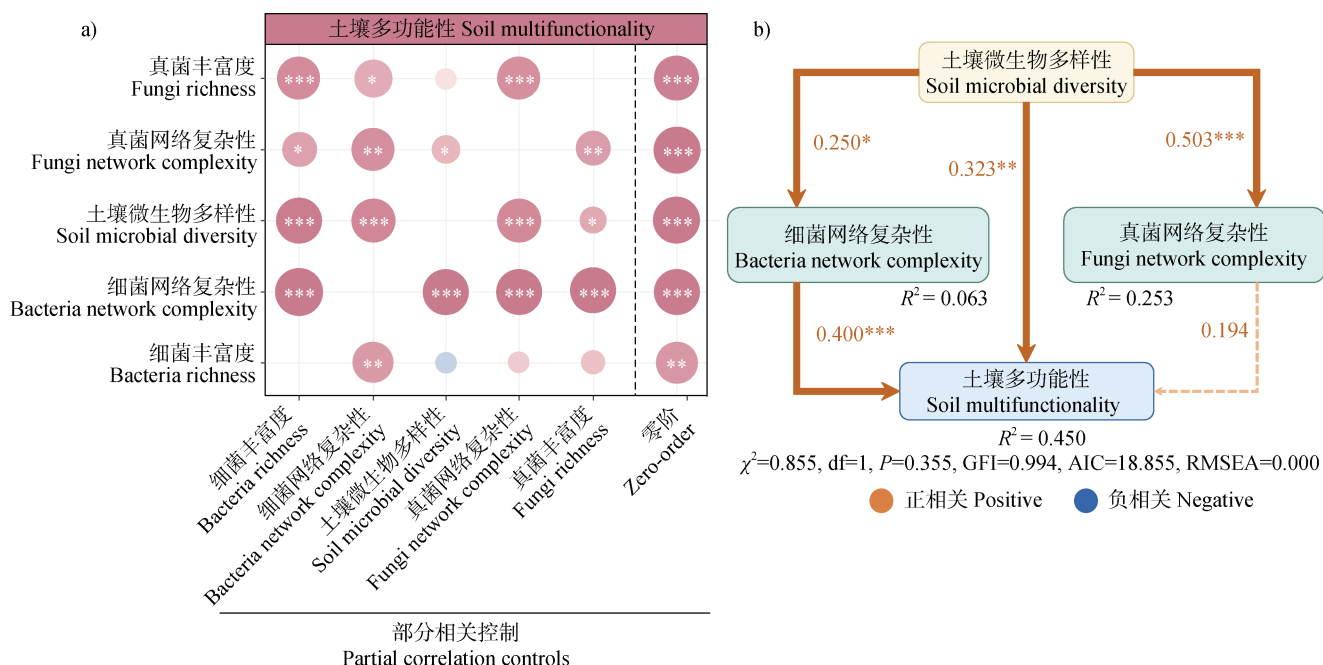 a)
土壤多功能性 Soil multifunctionality
真菌丰富度
Fungi richness
真菌网络复杂性
Fungi network complexity
土壤微生物多样性
Soil microbial diversity
细菌网络复杂性
Bacteria network complexity
细菌丰富度
Bacteria richness
*** * *** ***
* ** * ** ***
*** *** *** * ***
*** *** *** *** ***
** **
细菌丰富度
Bacteria richness
细菌网络复杂性
Bacteria network complexity
土壤微生物多样性
Soil microbial diversity
真菌网络复杂性
Fungi network complexity
真菌丰富度
Fungi richness
零阶
Zero-order
部分相关控制
Partial correlation controls
b)
土壤微生物多样性
Soil microbial diversity
0.250*
0.323**
0.503***
细菌网络复杂性
Bacteria network complexity
R² = 0.063
真菌网络复杂性
Fungi network complexity
R² = 0.253
0.400***
0.194
土壤多功能性
Soil multifunctionality
R² = 0.450
χ²=0.855, df=1, P=0.355, GFI=0.994, AIC=18.855, RMSEA=0.000
正相关 Positive
负相关 Negative